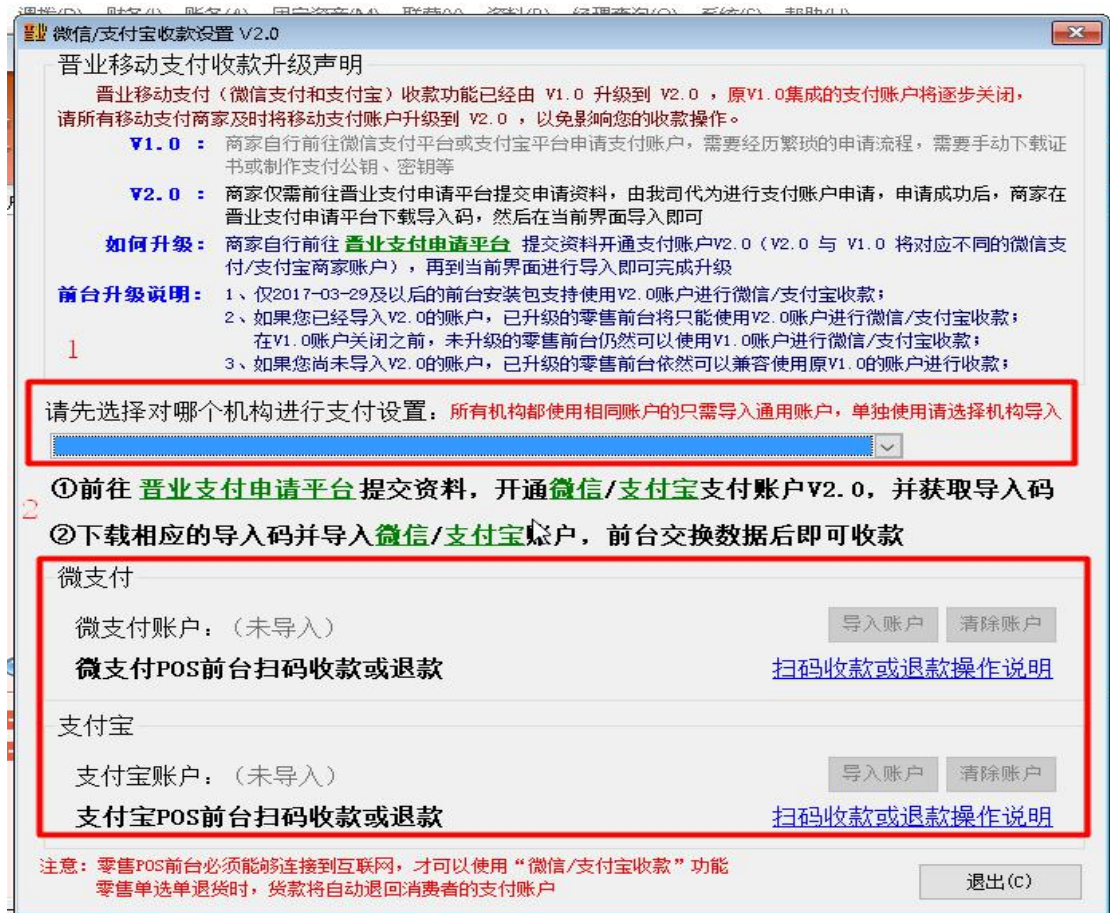 微信/支付宝收款设置 V2.0
晋业移动支付收款升级声明
晋业移动支付（微信支付和支付宝）收款功能已经由 V1.0 升级到 V2.0 ，原V1.0集成的支付账户将逐步关闭，
请所有移动支付商家及时将移动支付账户升级到 V2.0 ，以免影响您的收款操作。
V1.0 ： 商家自行前往微信支付平台或支付宝平台申请支付账户，需要经历繁琐的申请流程，需要手动下载证
书或制作支付公钥、密钥等
V2.0 ： 商家仅需前往晋业支付申请平台提交申请资料，由我司代为进行支付账户申请，申请成功后，商家在
晋业支付申请平台下载导入码，然后在当前界面导入即可
如何升级： 商家自行前往 晋业支付申请平台 提交资料开通支付账户V2.0（V2.0 与 V1.0 将对应不同的微信支
付/支付宝商家账户），再到当前界面进行导入即可完成升级
前台升级说明： 1、仅2017-03-29及以后的前台安装包支持使用V2.0账户进行微信/支付宝收款；
2、如果您已经导入V2.0的账户，已升级的零售前台将只能使用V2.0账户进行微信/支付宝收款；
在V1.0账户关闭之前，未升级的零售前台仍然可以使用V1.0账户进行微信/支付宝收款；
1
3、如果您尚未导入V2.0的账户，已升级的零售前台依然可以兼容使用原V1.0的账户进行收款；
请先选择对哪个机构进行支付设置：所有机构都使用相同账户的只需导入通用账户，单独使用请选择机构导入
①前往 晋业支付申请平台 提交资料，开通微信/支付宝支付账户V2.0，并获取导入码
2
②下载相应的导入码并导入微信/支付宝账户，前台交换数据后即可收款
微支付
微支付账户：（未导入） 导入账户 清除账户
微支付POS前台扫码收款或退款 扫码收款或退款操作说明
支付宝
支付宝账户：（未导入） 导入账户 清除账户
支付宝POS前台扫码收款或退款 扫码收款或退款操作说明
注意：零售POS前台必须能够连接到互联网，才可以使用“微信/支付宝收款”功能
零售单选单退货时，货款将自动退回消费者的支付账户
退出(C)